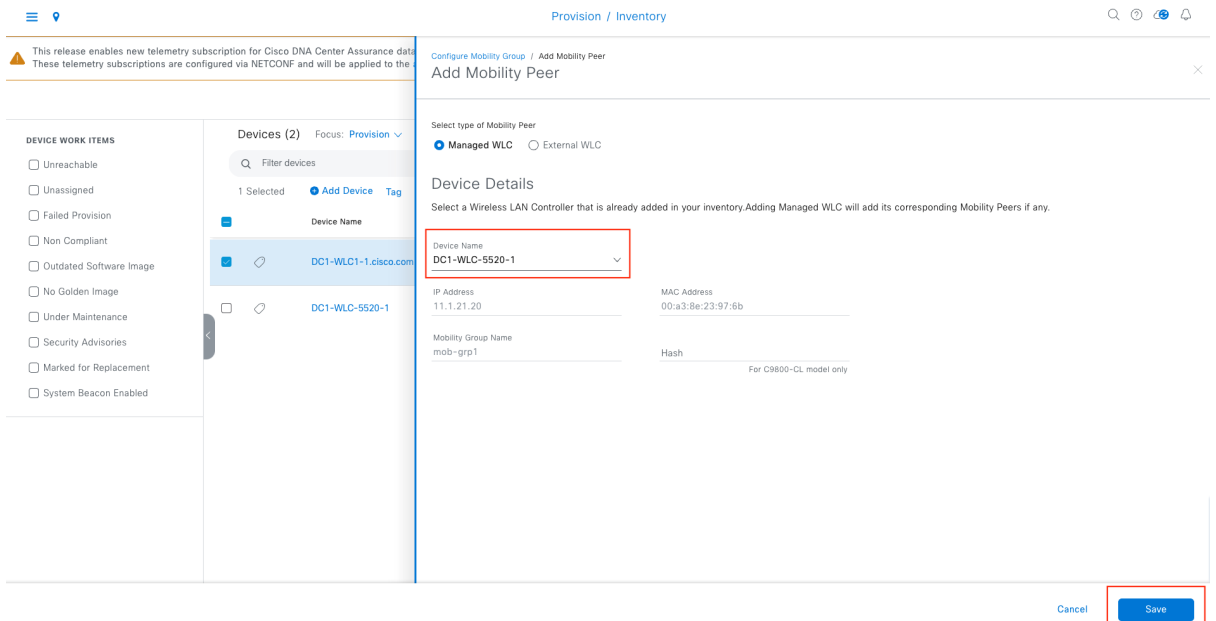 Provision / Inventory
This release enables new telemetry subscription for Cisco DNA Center Assurance data
These telemetry subscriptions are configured via NETCONF and will be applied to the
DEVICE WORK ITEMS
Unreachable
Unassigned
Failed Provision
Non Compliant
Outdated Software Image
No Golden Image
Under Maintenance
Security Advisories
Marked for Replacement
System Beacon Enabled
Devices (2) Focus: Provision
Filter devices
1 Selected Add Device Tag
Device Name
DC1-WLC1-1.cisco.com
DC1-WLC-5520-1
Configure Mobility Group / Add Mobility Peer
Add Mobility Peer
Select type of Mobility Peer
Managed WLC External WLC
Device Details
Select a Wireless LAN Controller that is already added in your inventory.Adding Managed WLC will add its corresponding Mobility Peers if any.
Device Name
DC1-WLC-5520-1
IP Address MAC Address
11.1.21.20 00:a3:8e:23:97:6b
Mobility Group Name
mob-grp1 Hash
For C9800-CL model only
Cancel Save